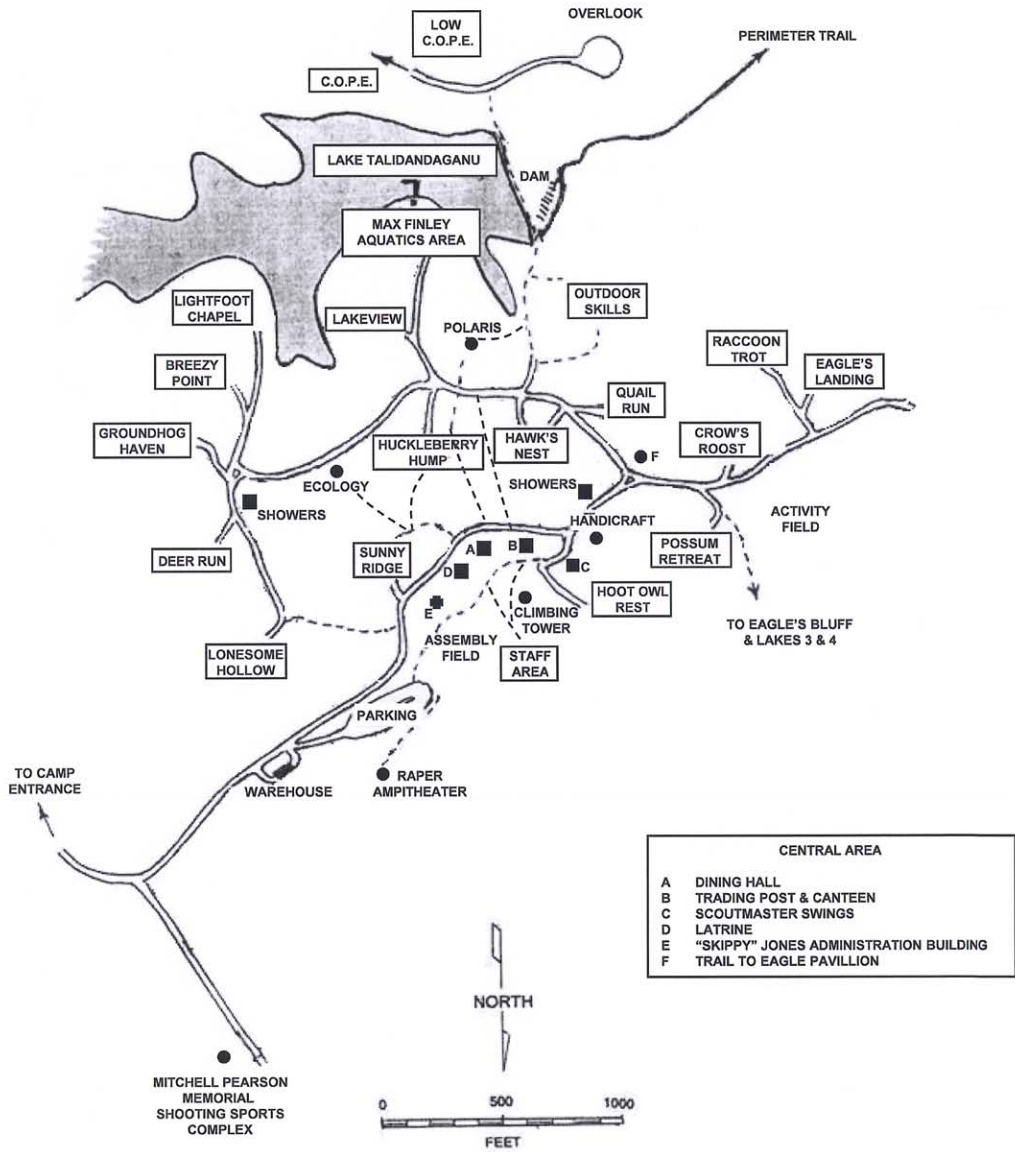 OVERLOOK
LOW
C.O.P.E.
PERIMETER TRAIL
C.O.P.E.
LAKE TALIDANDAGANU
DAM
MAX FINLEY
AQUATICS AREA
LIGHTFOOT
CHAPEL
OUTDOOR
SKILLS
LAKEVIEW
POLARIS
RACCOON
TROT
BREEZY
POINT
EAGLE'S
LANDING
QUAIL
RUN
GROUNDHOG
HAVEN
HUCKLEBERRY
HUMP
HAWK'S
NEST
CROW'S
ROOST
F
ECOLOGY
SHOWERS
SHOWERS
HANDICRAFT
ACTIVITY
FIELD
DEER RUN
SUNNY
RIDGE
A
B
POSSUM
RETREAT
D
C
HOOT OWL
REST
E
CLIMBING
TOWER
TO EAGLE'S BLUFF
& LAKES 3 & 4
LONESOME
HOLLOW
ASSEMBLY
FIELD
STAFF
AREA
PARKING
TO CAMP
ENTRANCE
WAREHOUSE
RAPER
AMPITHEATER
CENTRAL AREA
A DINING HALL
B TRADING POST & CANTEEN
C SCOUTMASTER SWINGS
D LATRINE
E "SKIPPY" JONES ADMINISTRATION BUILDING
F TRAIL TO EAGLE PAVILLION
NORTH
MITCHELL PEARSON
MEMORIAL
SHOOTING SPORTS
COMPLEX
0 500 1000
FEET